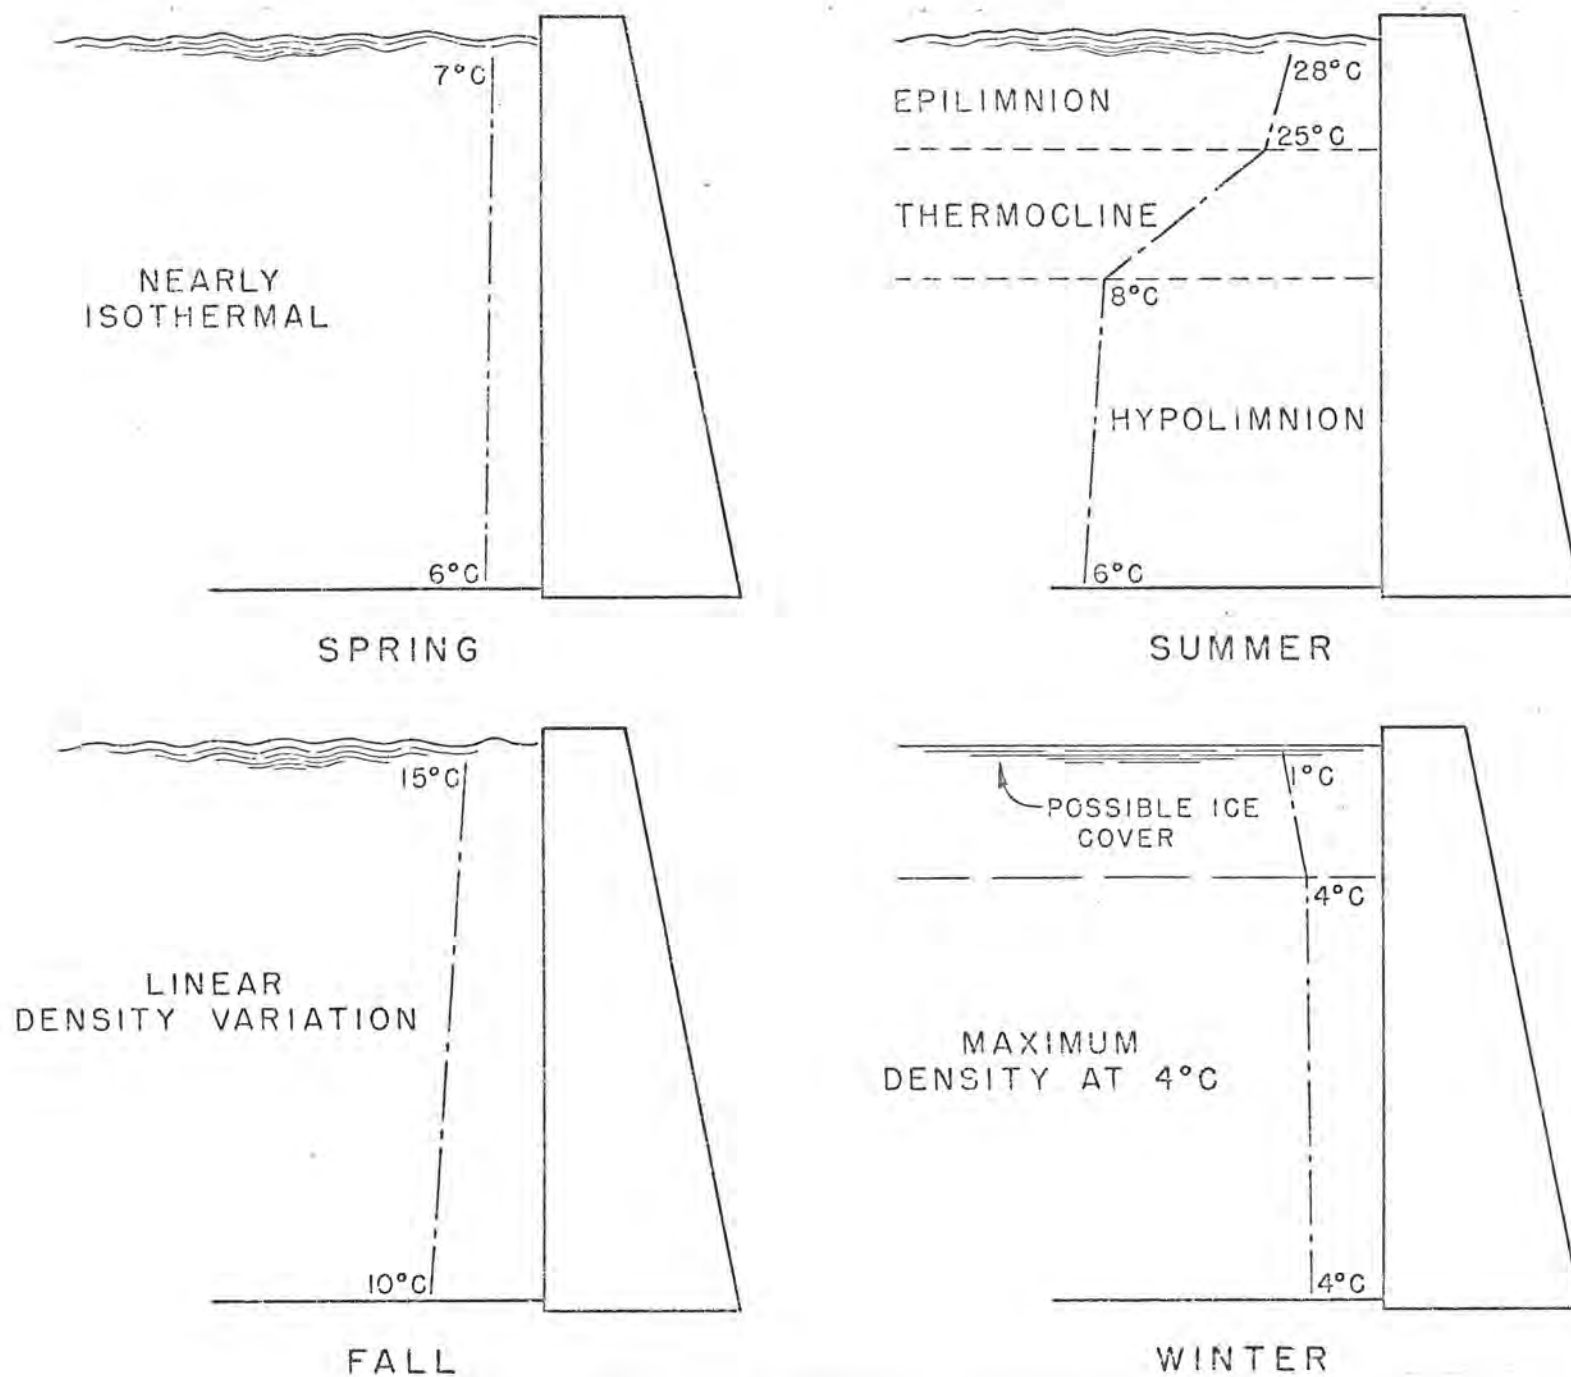 7°C
NEARLY
ISOTHERMAL
6°C
SPRING
28°C
EPILIMNION
25°C
THERMOCLINE
8°C
HYPOLIMNION
6°C
SUMMER
15°C
LINEAR
DENSITY VARIATION
10°C
FALL
1°C
POSSIBLE ICE
COVER
4°C
MAXIMUM
DENSITY AT 4°C
4°C
WINTER